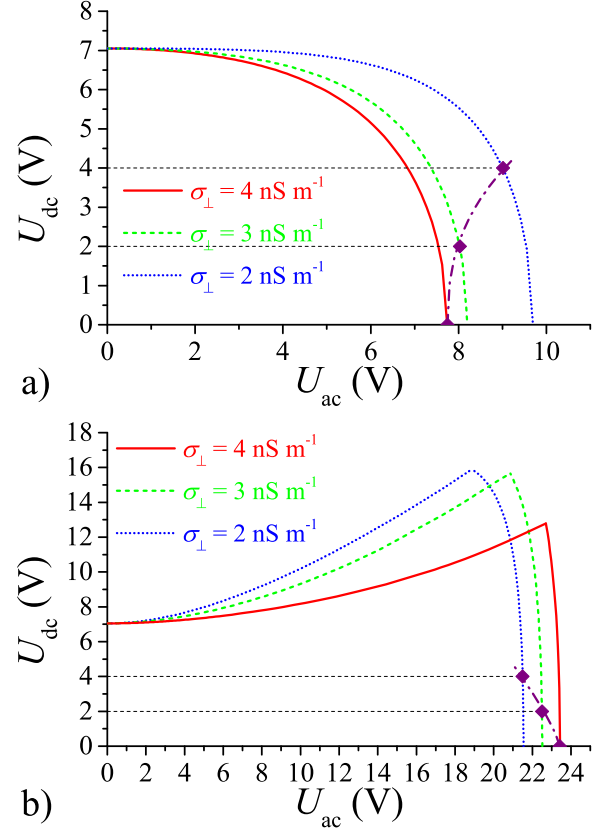 7
6
5
4
3
2
1
0
U_dc (V)
σ⊥ = 4 nS m⁻¹
σ⊥ = 3 nS m⁻¹
σ⊥ = 2 nS m⁻¹
0 2 4 6 8 10
a) U_ac (V)
18
16
14
12
10
8
6
4
2
0
U_dc (V)
σ⊥ = 4 nS m⁻¹
σ⊥ = 3 nS m⁻¹
σ⊥ = 2 nS m⁻¹
0 2 4 6 8 10 12 14 16 18 20 22 24
b) U_ac (V)